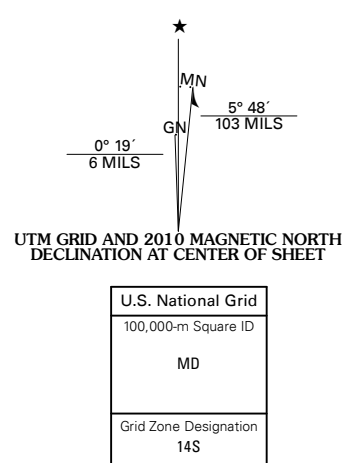 MN
GN
5° 48´
103 MILS
0° 19´
6 MILS
UTM GRID AND 2010 MAGNETIC NORTH
DECLINATION AT CENTER OF SHEET
U.S. National Grid
100,000-m Square ID
MD
Grid Zone Designation
14S